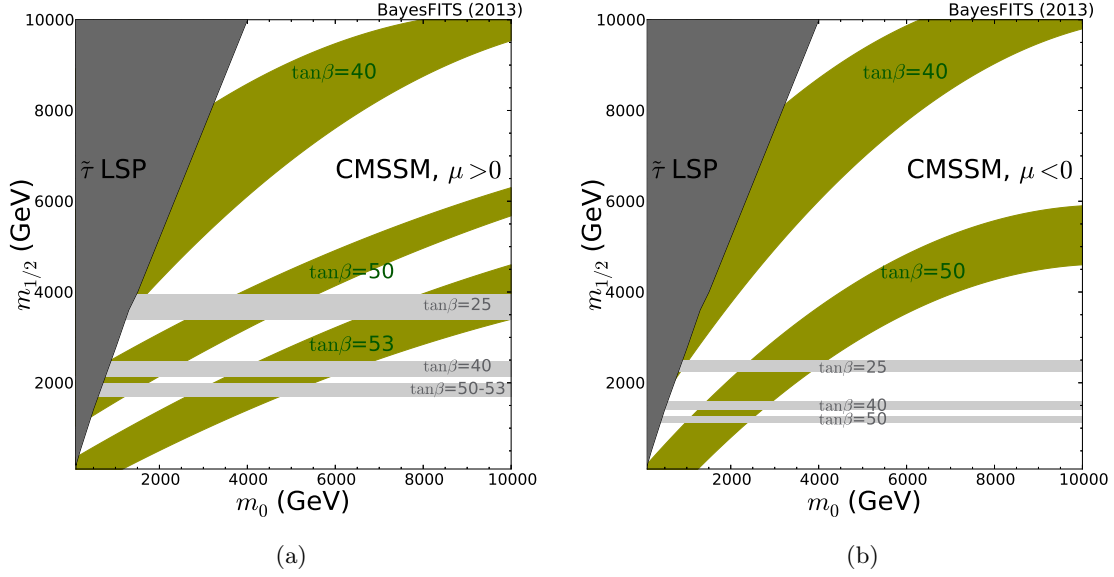 BayesFITS (2013)
10000
8000
6000
4000
2000
m₁/₂ (GeV)
τ̃ LSP
tanβ=40
CMSSM, μ >0
tanβ=50
tanβ=25
tanβ=53
tanβ=40
tanβ=50-53
2000
4000
6000
8000
10000
m₀ (GeV)
(a)
BayesFITS (2013)
10000
8000
6000
4000
2000
m₁/₂ (GeV)
τ̃ LSP
tanβ=40
CMSSM, μ <0
tanβ=50
tanβ=25
tanβ=40
tanβ=50
2000
4000
6000
8000
10000
m₀ (GeV)
(b)